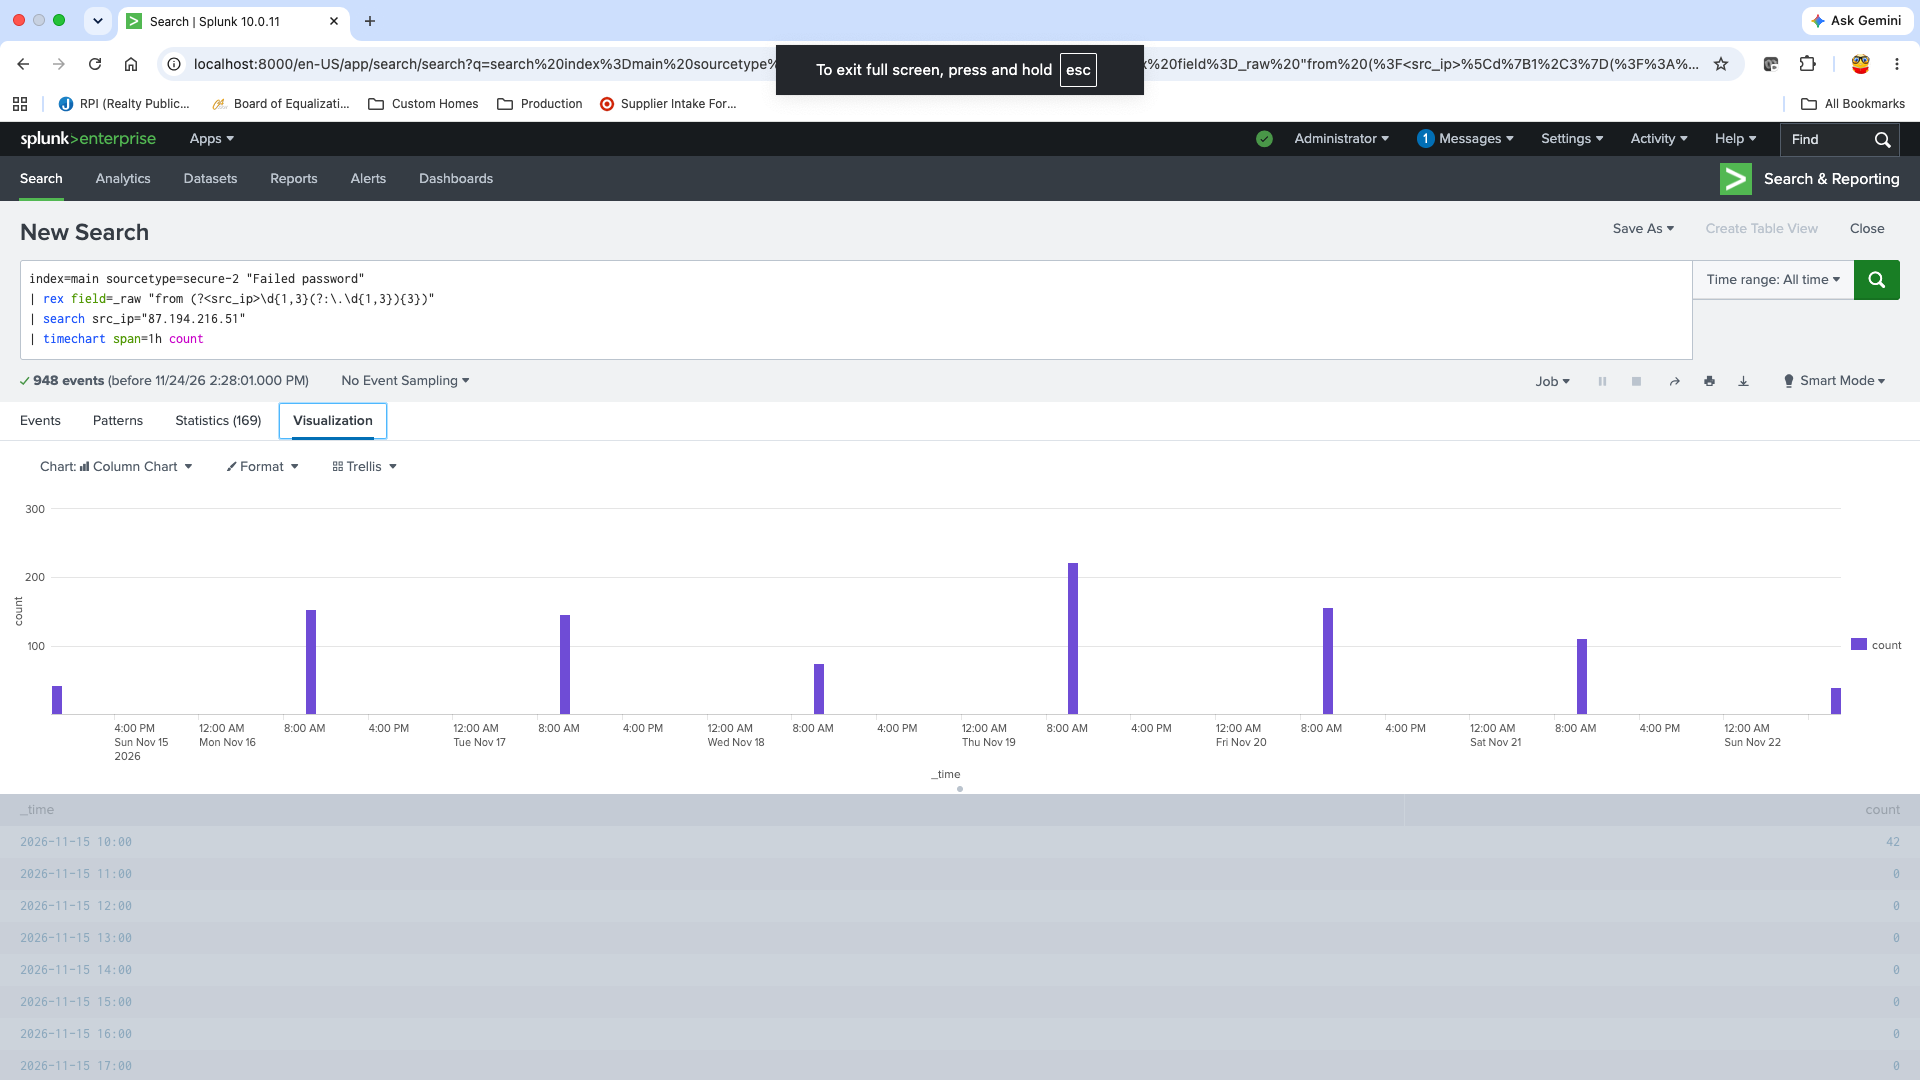 Search | Splunk 10.0.11
Ask Gemini
localhost:8000/en-US/app/search/search?q=search%20index%3Dmain%20sourcetype%
x%20field%3D_raw%20"from%20(%3F<src_ip>%5Cd%7B1%2C3%7D(%3F%3A%...
To exit full screen, press and hold esc
RPI (Realty Public... Board of Equalizati... Custom Homes Production Supplier Intake For... All Bookmarks
splunk>enterprise Apps Administrator 1 Messages Settings Activity Help Find
Search Analytics Datasets Reports Alerts Dashboards Search & Reporting
New Search Save As Create Table View Close
index=main sourcetype=secure-2 "Failed password"
| rex field=_raw "from (?<src_ip>\d{1,3}(?:\.\d{1,3}){3})"
| search src_ip="87.194.216.51"
| timechart span=1h count
Time range: All time
948 events (before 11/24/26 2:28:01.000 PM) No Event Sampling Job Smart Mode
Events Patterns Statistics (169) Visualization
Chart: Column Chart Format Trellis
300
200
100
count
count
4:00 PM 12:00 AM 8:00 AM 4:00 PM 12:00 AM 8:00 AM 4:00 PM 12:00 AM 8:00 AM 4:00 PM 12:00 AM 8:00 AM 4:00 PM 12:00 AM 8:00 AM 4:00 PM 12:00 AM 8:00 AM 4:00 PM 12:00 AM
Sun Nov 15 Mon Nov 16 Tue Nov 17 Wed Nov 18 Thu Nov 19 Fri Nov 20 Sat Nov 21 Sun Nov 22
2026
_time
_time count
2026-11-15 10:00 42
2026-11-15 11:00 0
2026-11-15 12:00 0
2026-11-15 13:00 0
2026-11-15 14:00 0
2026-11-15 15:00 0
2026-11-15 16:00 0
2026-11-15 17:00 0